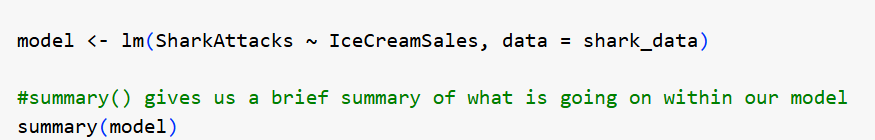 model <- lm(SharkAttacks ~ IceCreamSales, data = shark_data)
#summary() gives us a brief summary of what is going on within our model
summary(model)